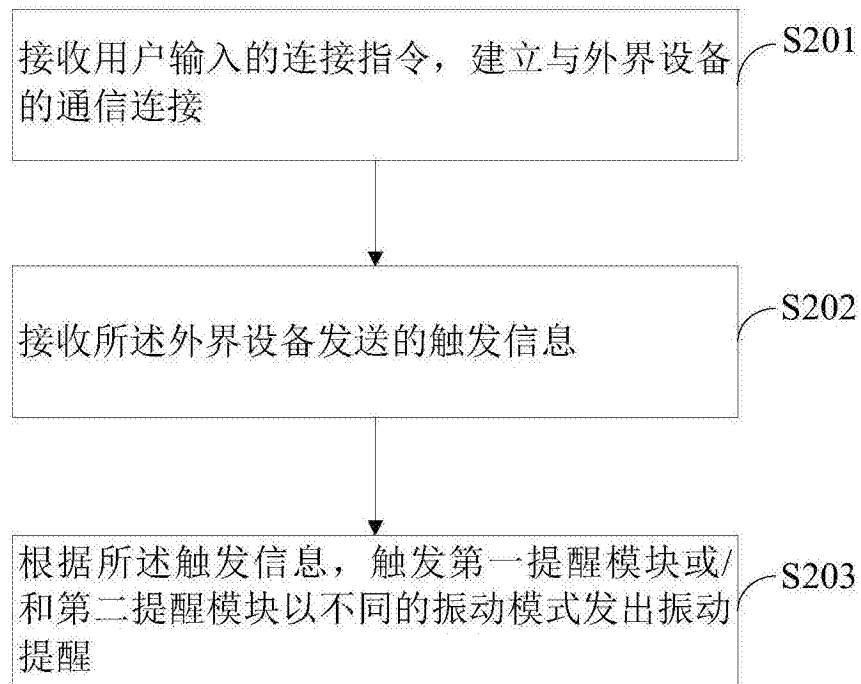 接收用户输入的连接指令，建立与外界设备
的通信连接
S201
接收所述外界设备发送的触发信息
S202
根据所述触发信息，触发第一提醒模块或/
和第二提醒模块以不同的振动模式发出振动
提醒
S203